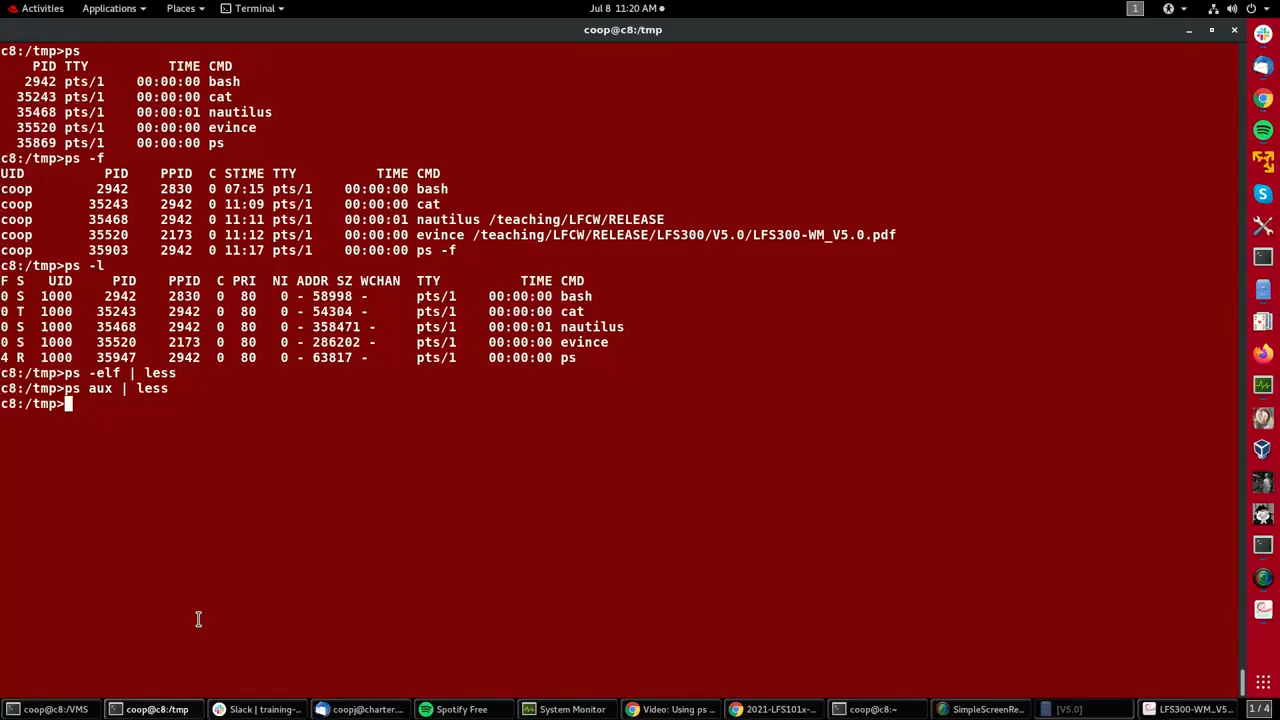 Activities Applications Places Terminal Jul 8 11:20 AM 1
coop@c8:/tmp
c8:/tmp>ps
PID TTY TIME CMD
2942 pts/1 00:00:00 bash
35243 pts/1 00:00:00 cat
35468 pts/1 00:00:01 nautilus
35520 pts/1 00:00:00 evince
35869 pts/1 00:00:00 ps
c8:/tmp>ps -f
UID PID PPID C STIME TTY TIME CMD
coop 2942 2830 0 07:15 pts/1 00:00:00 bash
coop 35243 2942 0 11:09 pts/1 00:00:00 cat
coop 35468 2942 0 11:11 pts/1 00:00:01 nautilus /teaching/LFCW/RELEASE
coop 35520 2173 0 11:12 pts/1 00:00:00 evince /teaching/LFCW/RELEASE/LFS300/V5.0/LFS300-WM_V5.0.pdf
coop 35903 2942 0 11:17 pts/1 00:00:00 ps -f
c8:/tmp>ps -l
F S UID PID PPID C PRI NI ADDR SZ WCHAN TTY TIME CMD
0 S 1000 2942 2830 0 80 0 - 58998 - pts/1 00:00:00 bash
0 T 1000 35243 2942 0 80 0 - 54304 - pts/1 00:00:00 cat
0 S 1000 35468 2942 0 80 0 - 358471 - pts/1 00:00:01 nautilus
0 S 1000 35520 2173 0 80 0 - 286202 - pts/1 00:00:00 evince
4 R 1000 35947 2942 0 80 0 - 63817 - pts/1 00:00:00 ps
c8:/tmp>ps -elf | less
c8:/tmp>ps aux | less
c8:/tmp>
coop@c8:/VMS coop@c8:/tmp Slack | training-... coopj@charter.... Spotify Free System Monitor Video: Using ps ... 2021-LFS101x-... coop@c8:~ SimpleScreenRe... [V5.0] LFS300-WM_V5... 1 / 4